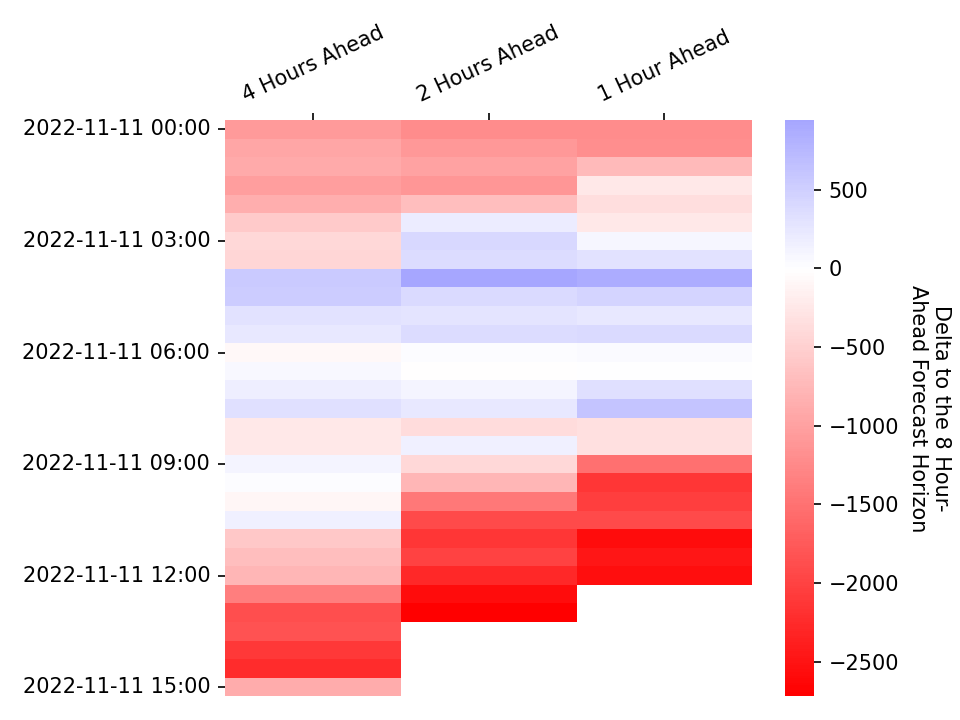 4 Hours Ahead
2 Hours Ahead
1 Hour Ahead
2022-11-11 00:00
2022-11-11 03:00
2022-11-11 06:00
2022-11-11 09:00
2022-11-11 12:00
2022-11-11 15:00
500
0
−500
−1000
−1500
−2000
−2500
Delta to the 8 Hour-
Ahead Forecast Horizon